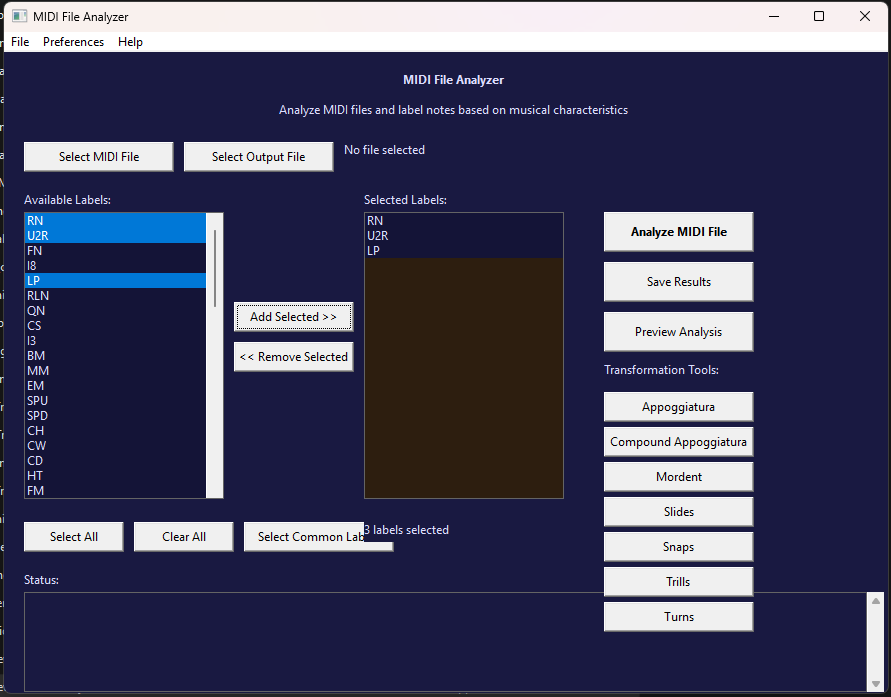 MIDI File Analyzer
File Preferences Help
MIDI File Analyzer
Analyze MIDI files and label notes based on musical characteristics
Select MIDI File
Select Output File
No file selected
Available Labels:
RN
U2R
FN
I8
LP
RLN
QN
CS
I3
BM
MM
EM
SPU
SPD
CH
CW
CD
HT
FM
Add Selected >>
<< Remove Selected
Selected Labels:
RN
U2R
LP
Analyze MIDI File
Save Results
Preview Analysis
Transformation Tools:
Appoggiatura
Compound Appoggiatura
Mordent
Slides
Snaps
Trills
Turns
Select All
Clear All
Select Common Lab
3 labels selected
Status: